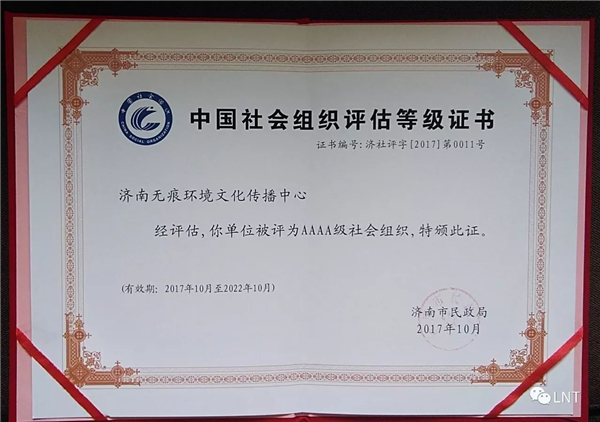 中国社会组织评估等级证书
证书编号:济社评字[2017]第0011号
济南无痕环境文化传播中心
经评估,你单位被评为AAAA级社会组织,特颁此证。
(有效期: 2017年10月至2022年10月)
济南市民政局
2017年10月
LNT